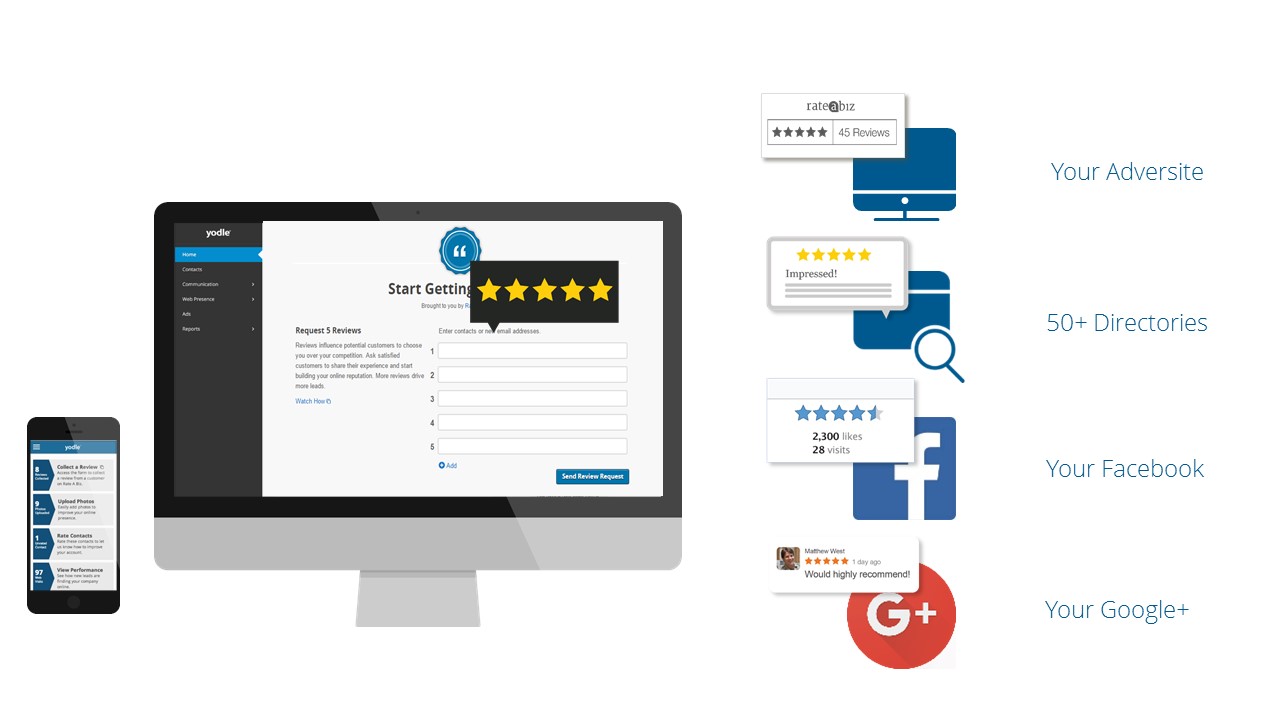 rateabiz
45 Reviews
Your Adversite
yodle
Home
Contacts
Communication
Web Presence
Ads
Reports
Start Getting
Brought to you by
Request 5 Reviews
Reviews influence potential customers to choose
you over your competition. Ask satisfied
customers to share their experience and start
building your online reputation. More reviews drive
more leads.
Watch How
Enter contacts or new email addresses.
1
2
3
4
5
Add
Send Review Request
Impressed!
50+ Directories
2,300 likes
28 visits
f
Your Facebook
Matthew West
1 day ago
Would highly recommend!
G+
Your Google+
yodle
8
Reviews
Collected
Collect a Review
Access the form to collect
a review from a customer
on Rate A Biz.
9
Photos
Uploaded
Upload Photos
Easily add photos to
improve your online
presence.
1
Unrated
Contact
Rate Contacts
Rate these contacts to let
us know how to improve
your account.
97
Web
Visits
View Performance
See how new leads are
finding your company
online.